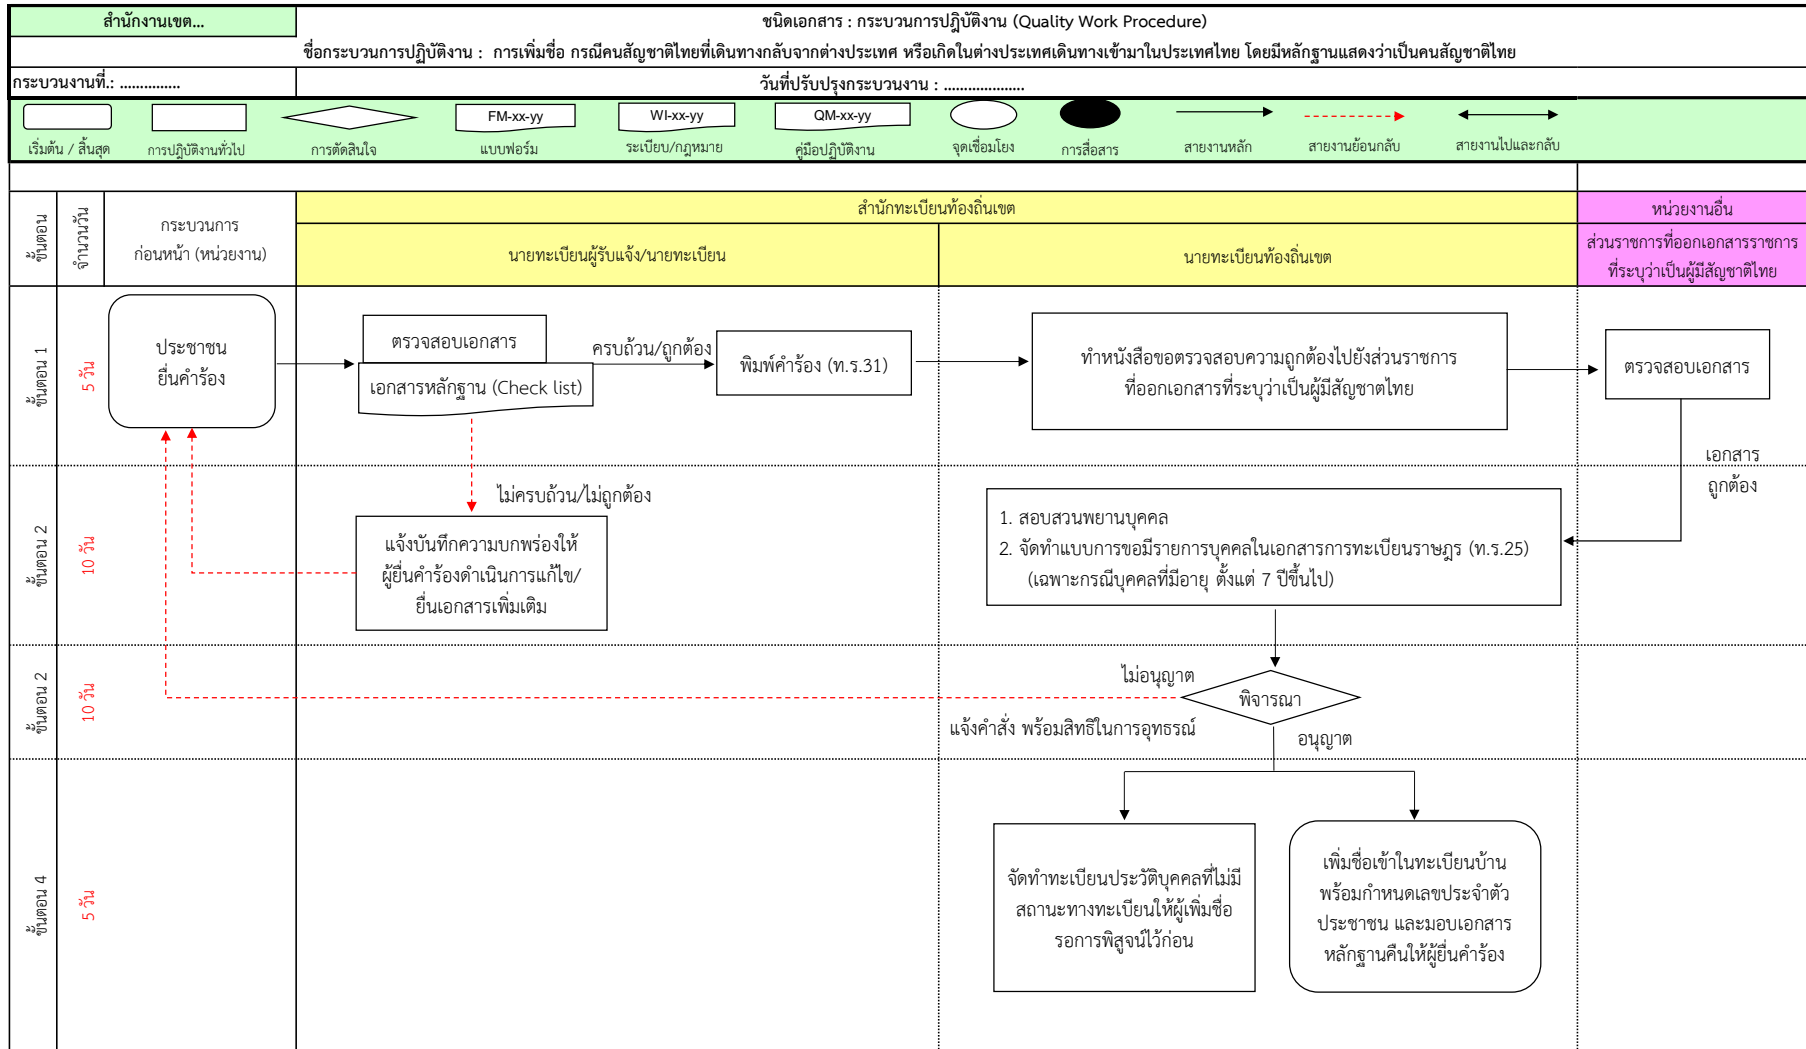 สำนักงานเขต...
ชนิดเอกสาร : กระบวนการปฏิบัติงาน (Quality Work Procedure)
ชื่อกระบวนการปฏิบัติงาน : การเพิ่มชื่อ กรณีคนสัญชาติไทยที่เดินทางกลับจากต่างประเทศ หรือเกิดในต่างประเทศเดินทางเข้ามาในประเทศไทย โดยมีหลักฐานแสดงว่าเป็นคนสัญชาติไทย
กระบวนงานที่.: ...............
วันที่ปรับปรุงกระบวนงาน : ....................
FM-xx-yy
WI-xx-yy
QM-xx-yy
เริ่มต้น / สิ้นสุด
การปฏิบัติงานทั่วไป
การตัดสินใจ
แบบฟอร์ม
ระเบียบ/กฎหมาย
คู่มือปฏิบัติงาน
จุดเชื่อมโยง
การสื่อสาร
สายงานหลัก
สายงานย้อนกลับ
สายงานไปและกลับ
ขั้นตอน
จำนวนวัน
กระบวนการ
ก่อนหน้า (หน่วยงาน)
สำนักทะเบียนท้องถิ่นเขต
หน่วยงานอื่น
นายทะเบียนผู้รับแจ้ง/นายทะเบียน
นายทะเบียนท้องถิ่นเขต
ส่วนราชการที่ออกเอกสารราชการ
ที่ระบุว่าเป็นผู้มีสัญชาติไทย
ขั้นตอน 1
5 วัน
ประชาชน
ยื่นคำร้อง
ตรวจสอบเอกสาร
เอกสารหลักฐาน (Check list)
ครบถ้วน/ถูกต้อง
พิมพ์คำร้อง (ท.ร.31)
ทำหนังสือขอตรวจสอบความถูกต้องไปยังส่วนราชการ
ที่ออกเอกสารที่ระบุว่าเป็นผู้มีสัญชาตไทย
ตรวจสอบเอกสาร
เอกสาร
ถูกต้อง
ขั้นตอน 2
10 วัน
ไม่ครบถ้วน/ไม่ถูกต้อง
แจ้งบันทึกความบกพร่องให้
ผู้ยื่นคำร้องดำเนินการแก้ไข/
ยื่นเอกสารเพิ่มเติม
1. สอบสวนพยานบุคคล
2. จัดทำแบบการขอมีรายการบุคคลในเอกสารการทะเบียนราษฎร (ท.ร.25)
(เฉพาะกรณีบุคคลที่มีอายุ ตั้งแต่ 7 ปีขึ้นไป)
ขั้นตอน 2
10 วัน
ไม่อนุญาต
พิจารณา
แจ้งคำสั่ง พร้อมสิทธิในการอุทธรณ์
อนุญาต
ขั้นตอน 4
5 วัน
จัดทำทะเบียนประวัติบุคคลที่ไม่มี
สถานะทางทะเบียนให้ผู้เพิ่มชื่อ
รอการพิสูจน์ไว้ก่อน
เพิ่มชื่อเข้าในทะเบียนบ้าน
พร้อมกำหนดเลขประจำตัว
ประชาชน และมอบเอกสาร
หลักฐานคืนให้ผู้ยื่นคำร้อง